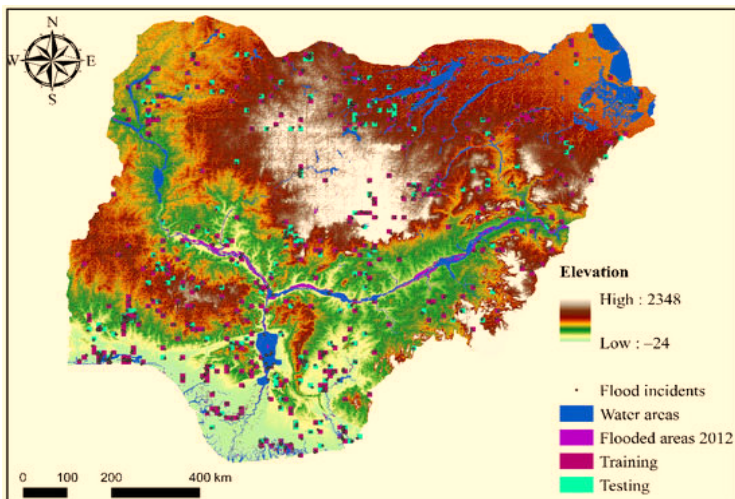 N
W E
S
Elevation
High : 2348
Low : −24
Flood incidents
Water areas
Flooded areas 2012
Training
Testing
0 100 200 400 km